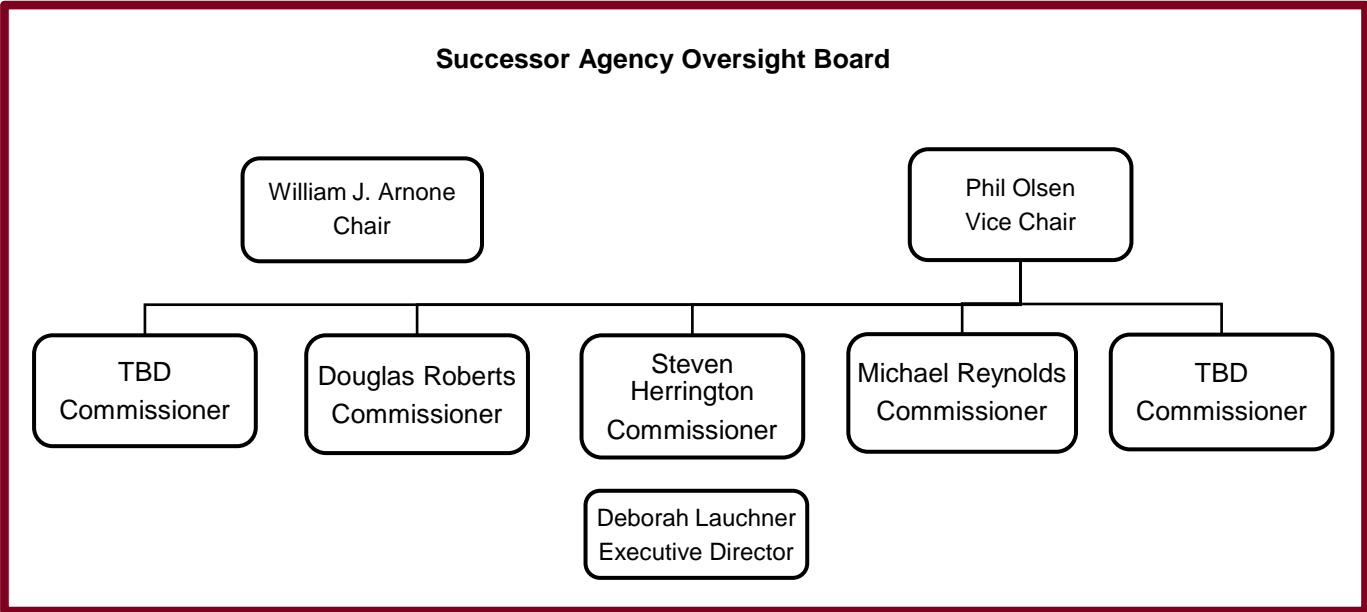 Successor Agency Oversight Board
William J. Arnone
Chair
Phil Olsen
Vice Chair
TBD
Commissioner
Douglas Roberts
Commissioner
Steven
Herrington
Commissioner
Michael Reynolds
Commissioner
TBD
Commissioner
Deborah Lauchner
Executive Director